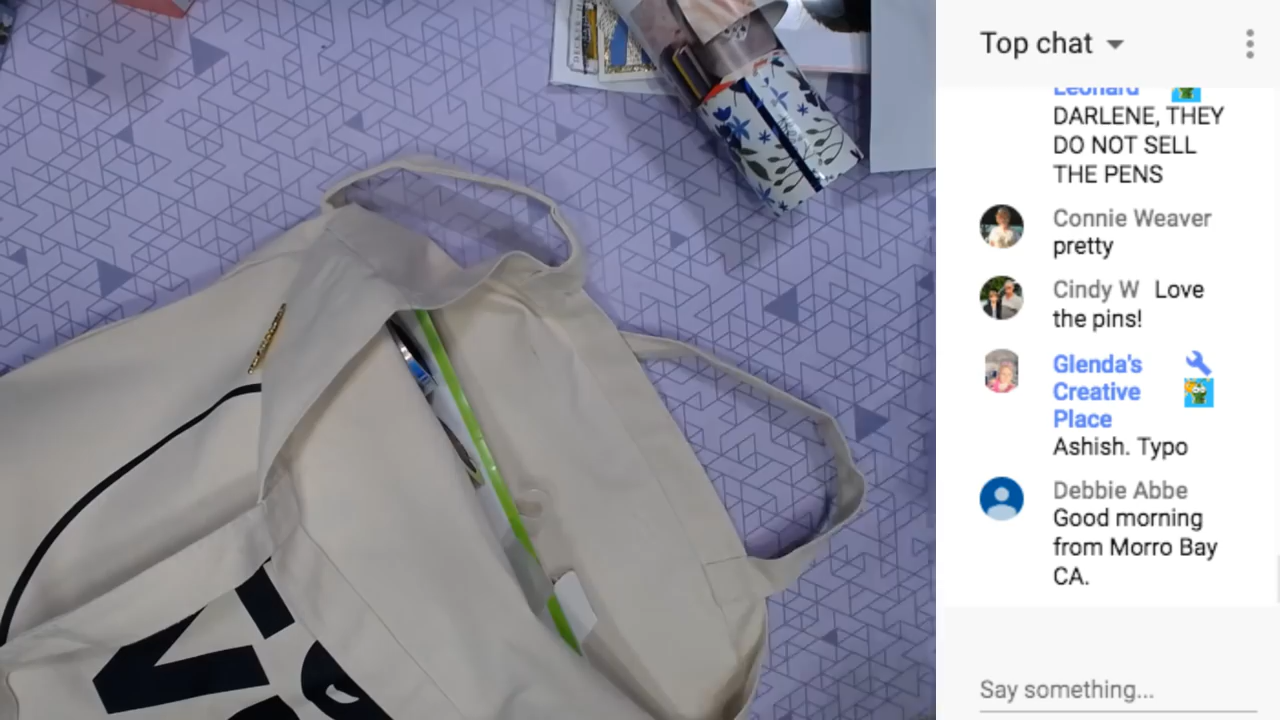 Top chat
Leonard
DARLENE, THEY
DO NOT SELL
THE PENS
Connie Weaver
pretty
Cindy W Love
the pins!
Glenda's
Creative
Place
Ashish. Typo
Debbie Abbe
Good morning
from Morro Bay
CA.
Say something...